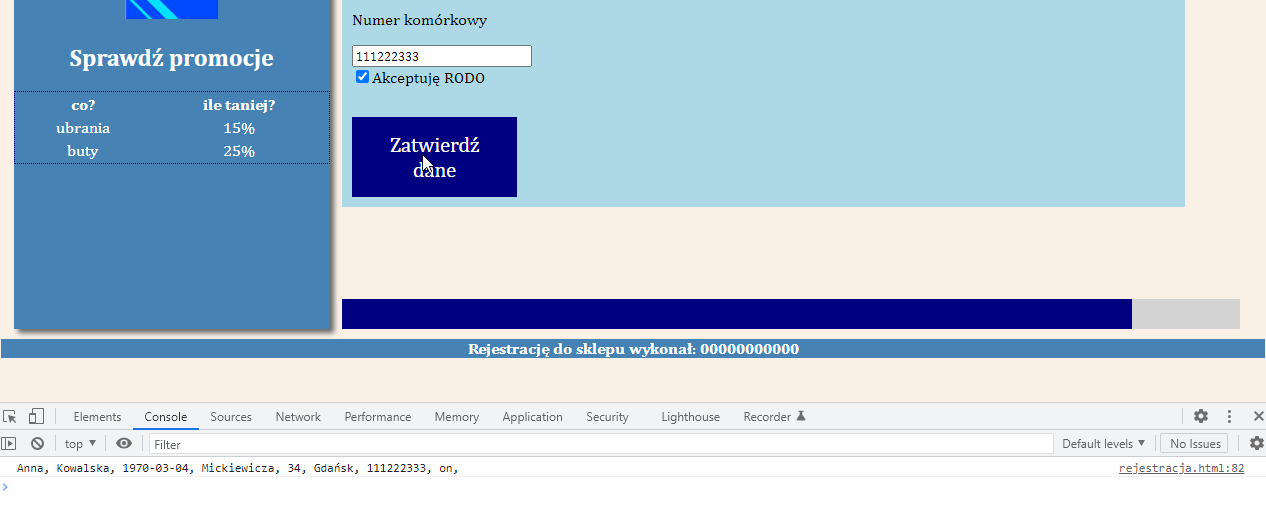 Numer komórkowy
111222333
Akceptuję RODO
Zatwierdź
dane
Sprawdź promocje
co? ile taniej?
ubrania 15%
buty 25%
Rejestrację do sklepu wykonał: 00000000000
Elements Console Sources Network Performance Memory Application Security Lighthouse Recorder
top Filter Default levels No Issues
Anna, Kowalska, 1970-03-04, Mickiewicza, 34, Gdańsk, 111222333, on, rejestracja.html:82